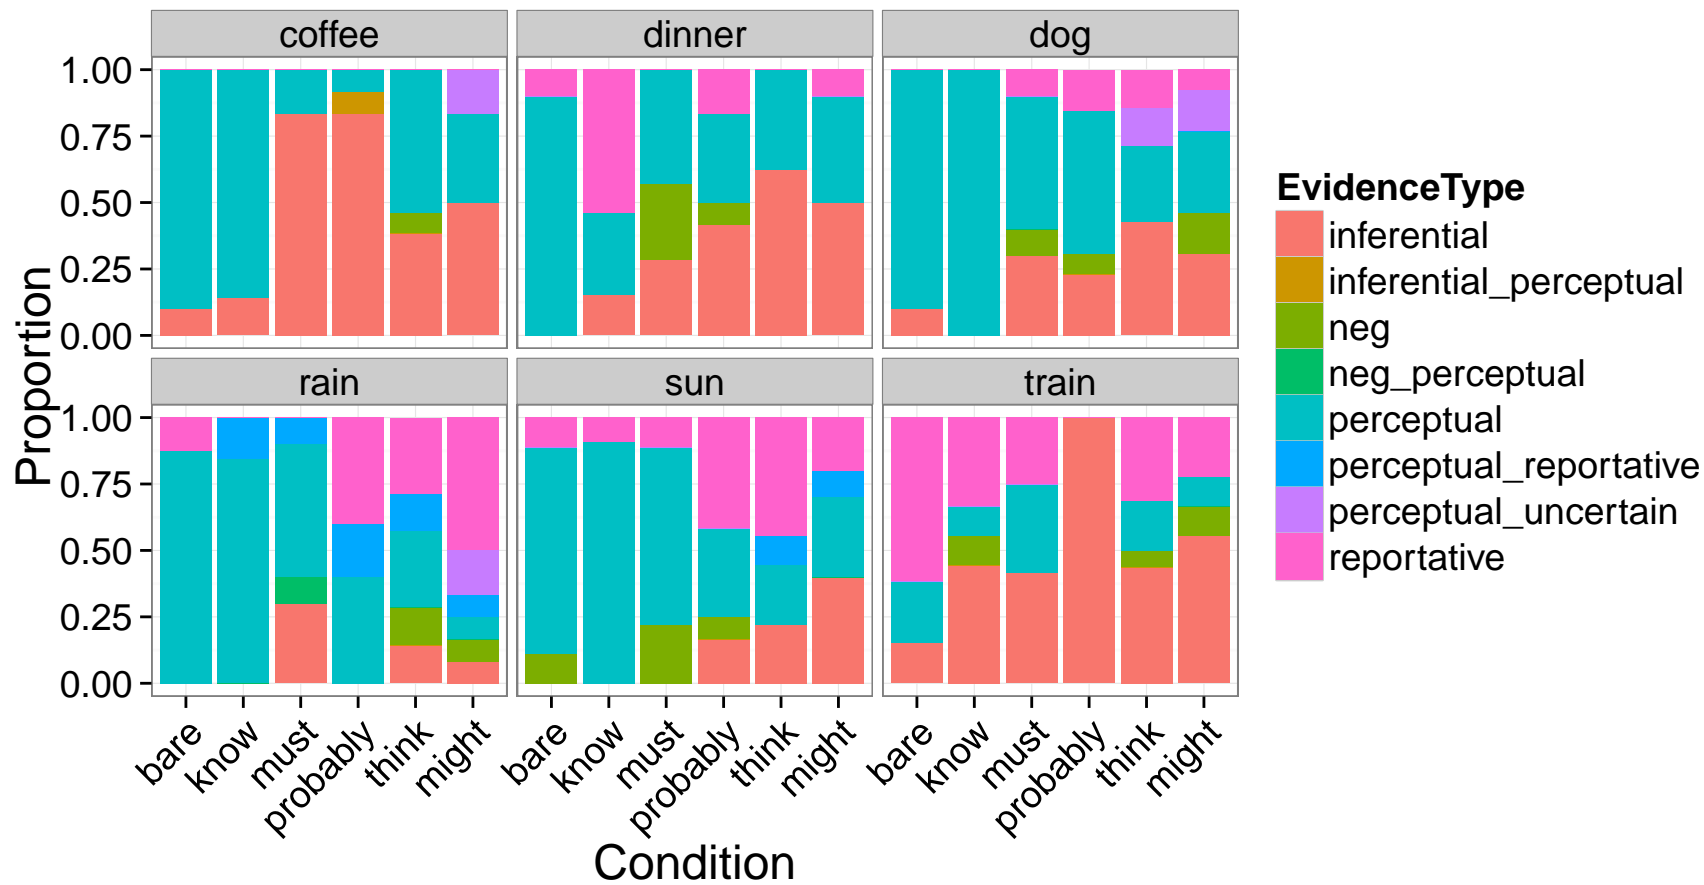 coffee dinner dog
1.00
0.75
0.50
0.25
0.00
rain sun train
1.00
0.75
0.50
0.25
0.00
Proportion
bare know must probably think might bare know must probably think might bare know must probably think might
Condition
EvidenceType
inferential
inferential_perceptual
neg
neg_perceptual
perceptual
perceptual_reportative
perceptual_uncertain
reportative